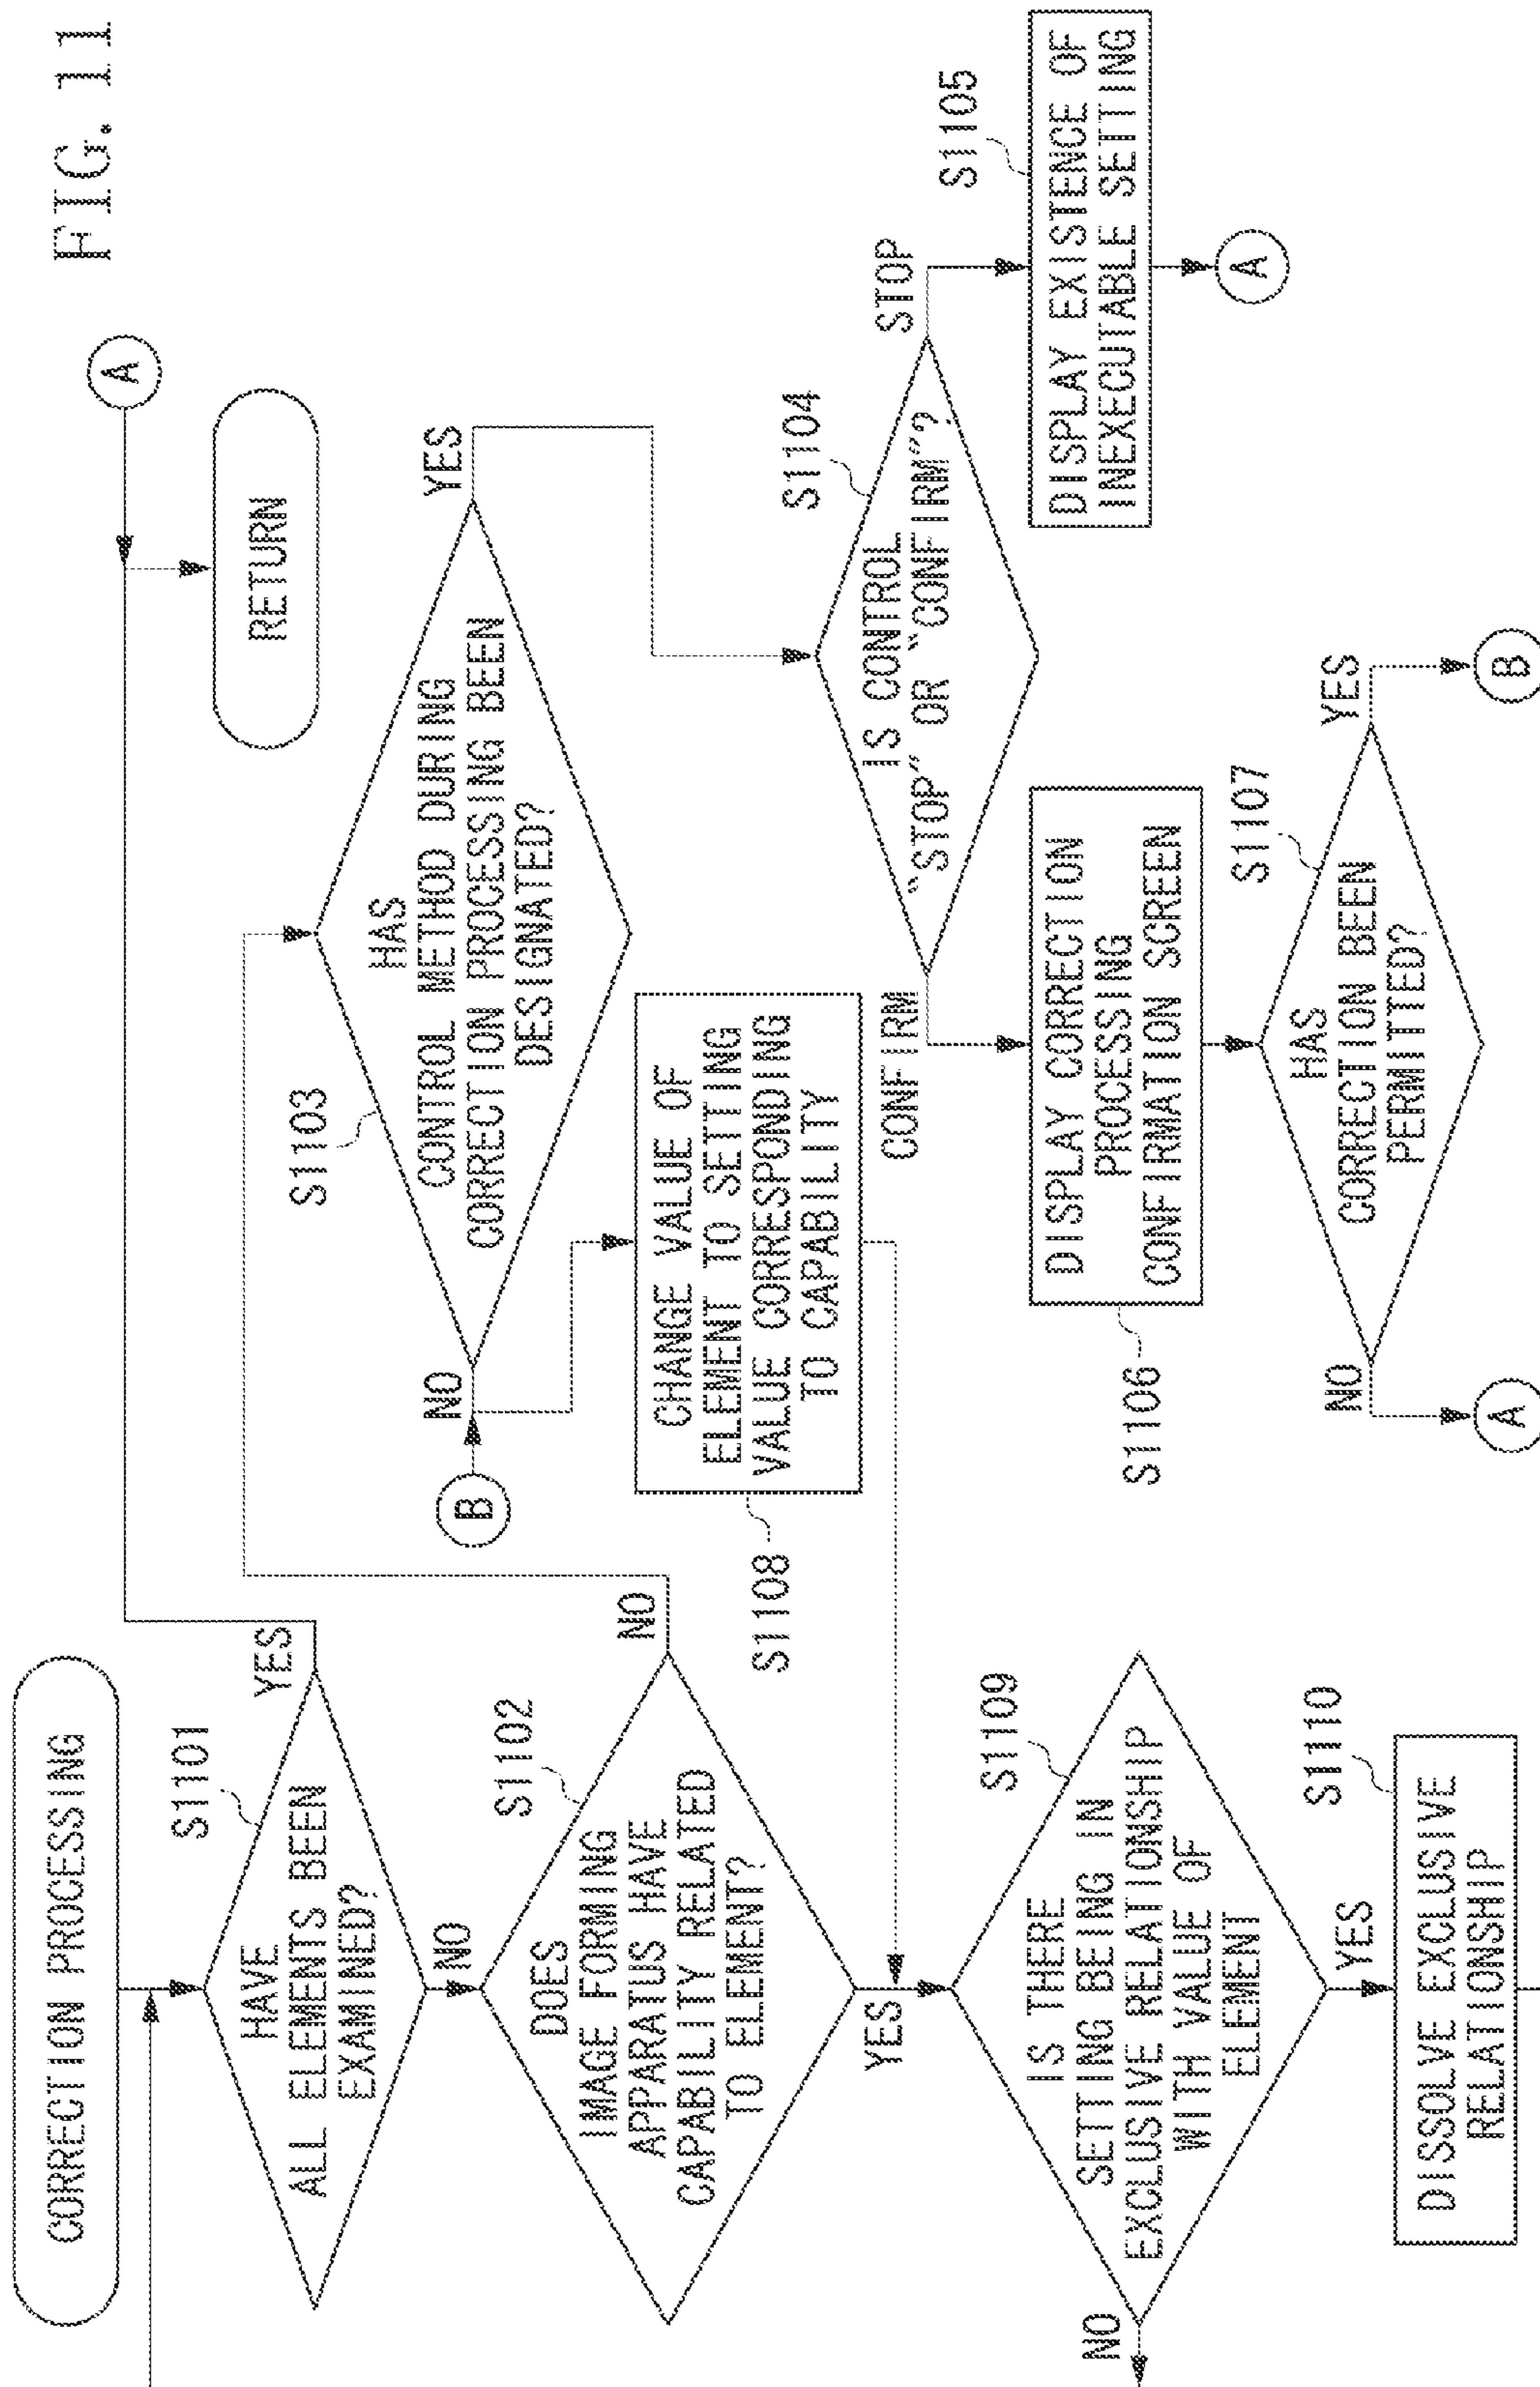 FIG. 11
CORRECTION PROCESSING
S1101
HAVE
ALL ELEMENTS BEEN
EXAMINED?
YES
NO
A
RETURN
S1102
DOES
IMAGE FORMING
APPARATUS HAVE
CAPABILITY RELATED
TO ELEMENT?
NO
YES
S1103
HAS
CONTROL METHOD DURING
CORRECTION PROCESSING BEEN
DESIGNATED?
NO
YES
B
CHANGE VALUE OF
ELEMENT TO SETTING
VALUE CORRESPONDING
TO CAPABILITY
S1108
S1104
IS CONTROL
“STOP” OR “CONFIRM”?
CONFIRM
STOP
S1105
DISPLAY EXISTENCE OF
INEXECUTABLE SETTING
A
DISPLAY CORRECTION
PROCESSING
CONFIRMATION SCREEN
S1106
S1107
HAS
CORRECTION BEEN
PERMITTED?
NO
YES
A
B
S1109
IS THERE
SETTING BEING IN
EXCLUSIVE RELATIONSHIP
WITH VALUE OF
ELEMENT
NO
YES
S1110
DISSOLVE EXCLUSIVE
RELATIONSHIP